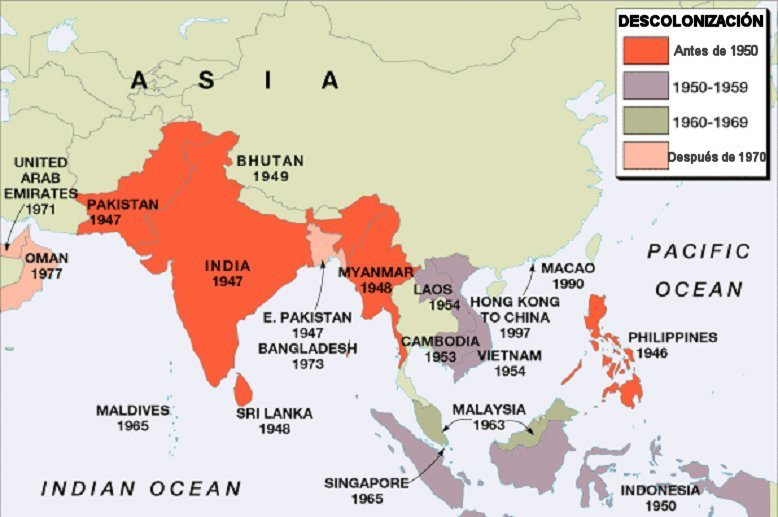 DESCOLONIZACIÓN
Antes de 1950
1950-1959
1960-1969
Después de 1970
ASIA
UNITED
ARAB
EMIRATES
1971
BHUTAN
1949
PAKISTAN
1947
OMAN
1977
INDIA
1947
MYANMAR
1948
LAOS
1954
MACAO
1990
HONG KONG
TO CHINA
1997
PACIFIC
OCEAN
E. PAKISTAN
1947
BANGLADESH
1973
CAMBODIA
1953
VIETNAM
1954
PHILIPPINES
1946
MALDIVES
1965
SRI LANKA
1948
MALAYSIA
1963
SINGAPORE
1965
INDONESIA
1950
INDIAN OCEAN